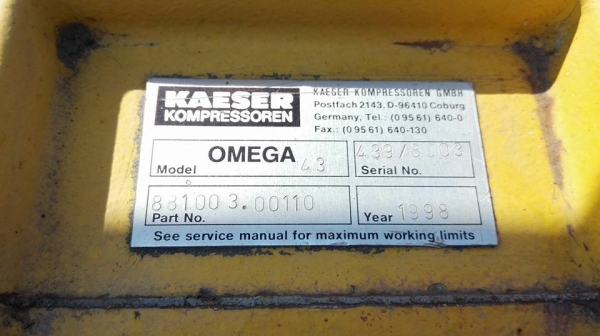 KAESER
KOMPRESSOREN
KAESER KOMPRESSOREN GMBH
Postfach 2143, D-96410 Coburg
Germany, Tel.: (09561) 640-0
Fax.: (09561) 640-130
OMEGA 43
Model
Serial No.
881003.00110
Part No.
Year 1998
See service manual for maximum working limits